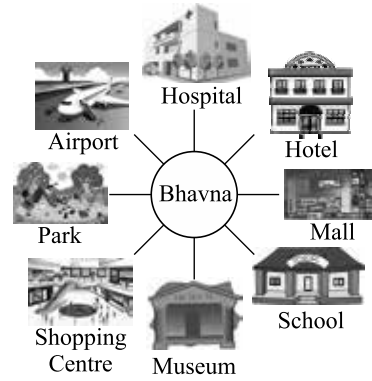 Hospital
Airport
Hotel
Bhavna
Park
Mall
School
Shopping
Centre
Museum